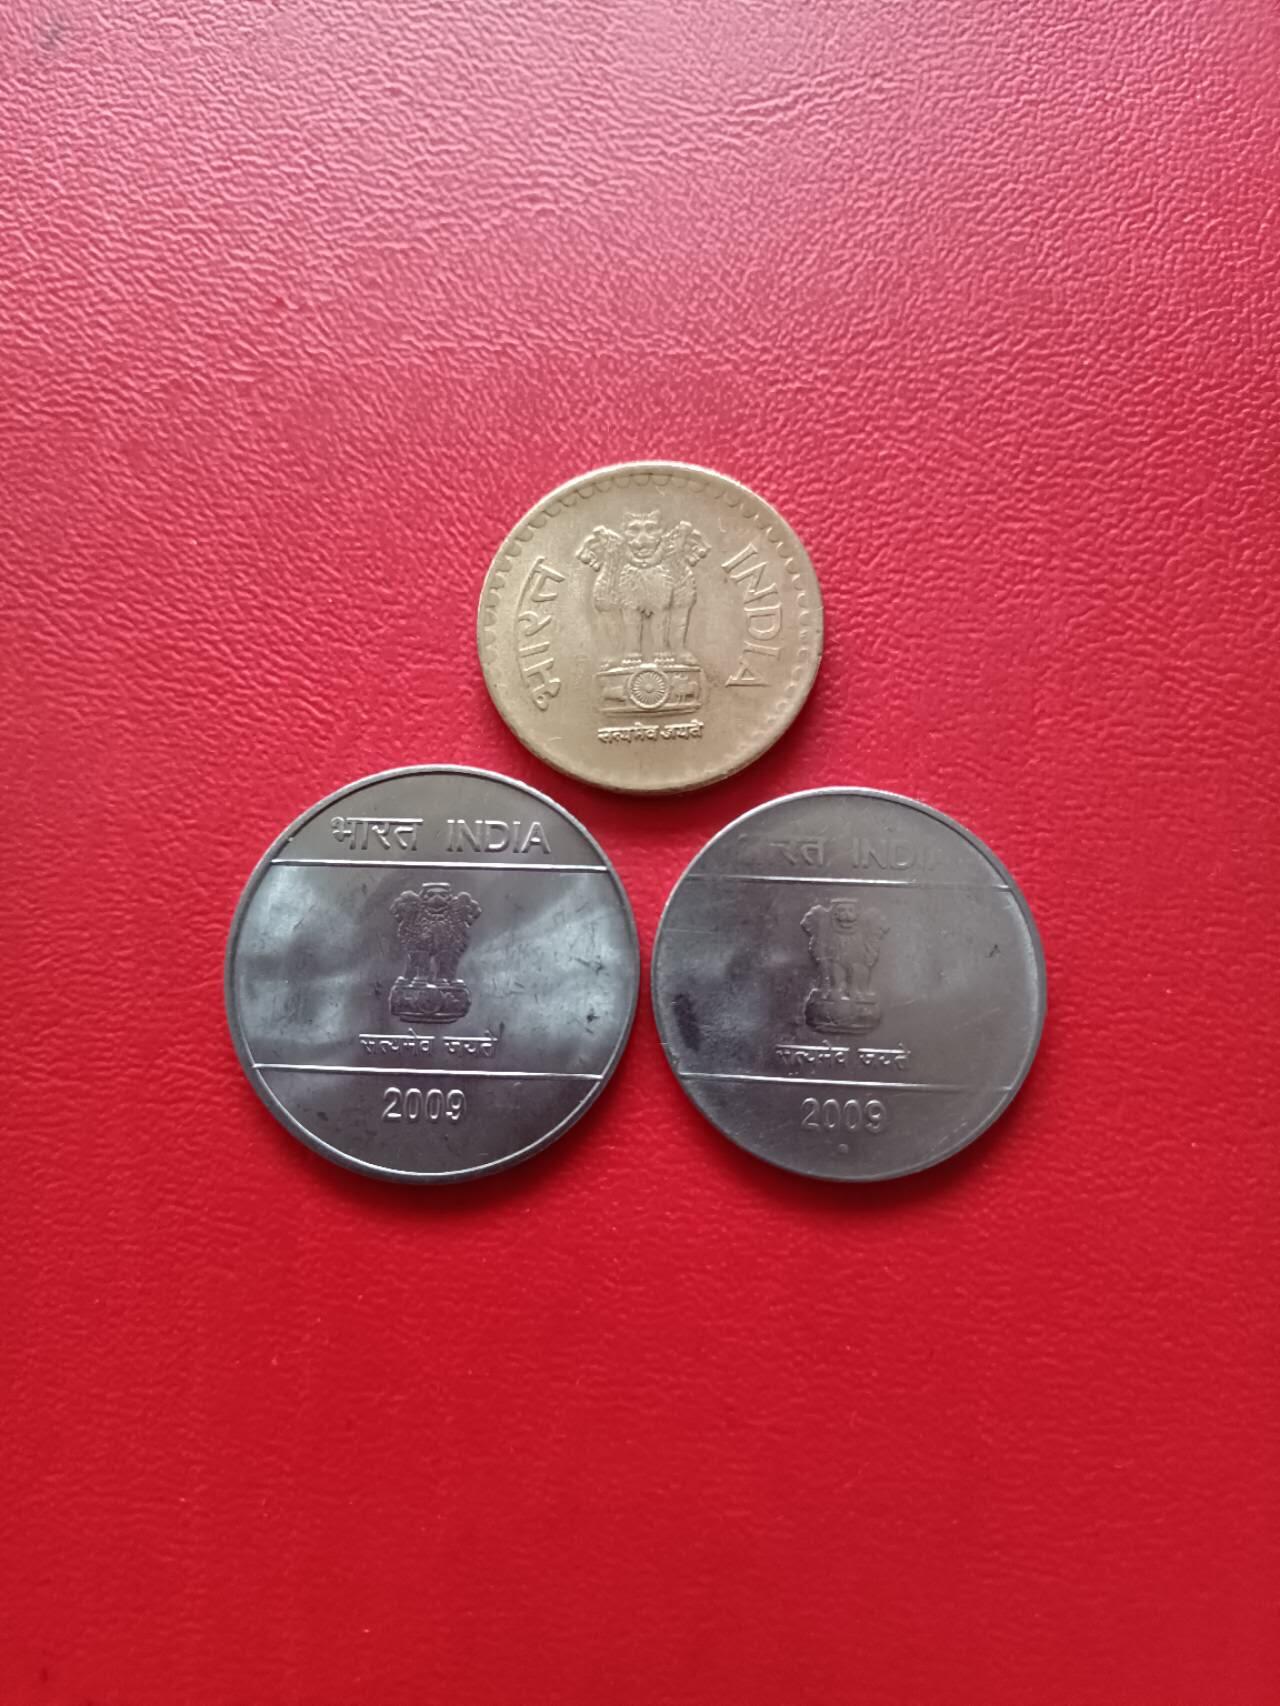 भारत
INDIA
सत्यमेव जयते
भारत INDIA
सत्यमेव जयते
2009
रत INDIA
सत्यमेव जयते
2009